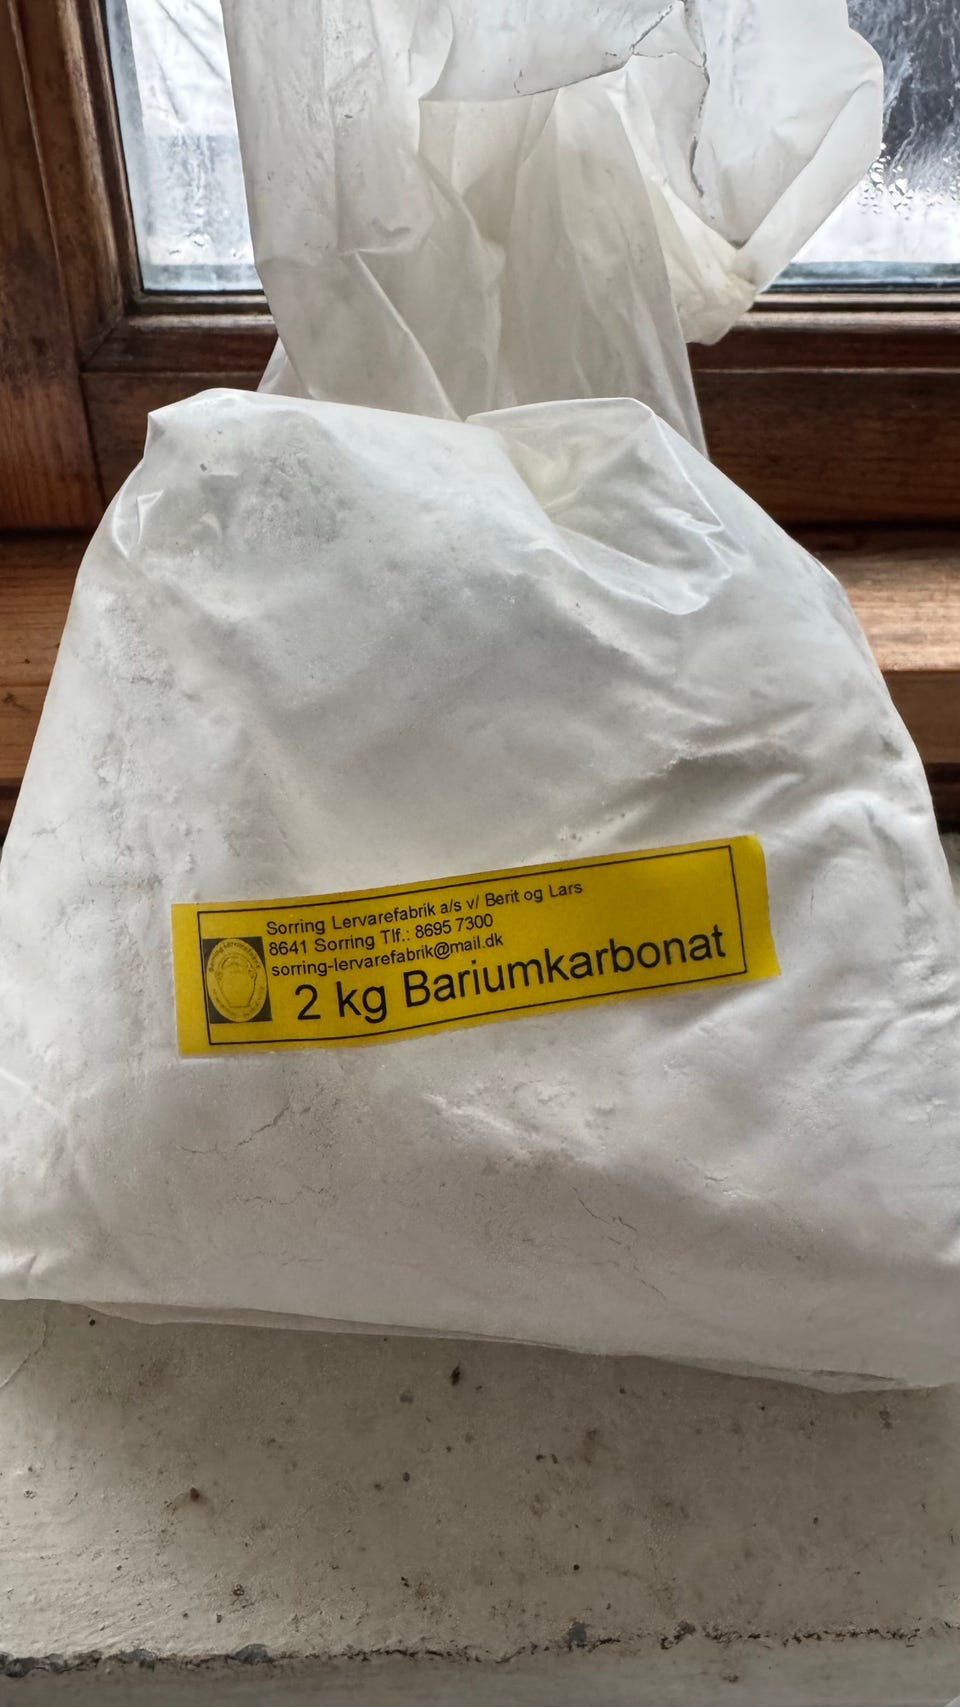 Sorring Lervarefabrik a/s v/ Berit og Lars
8641 Sorring Tlf.: 8695 7300
sorring-lervarefabrik@mail.dk
2 kg Bariumkarbonat